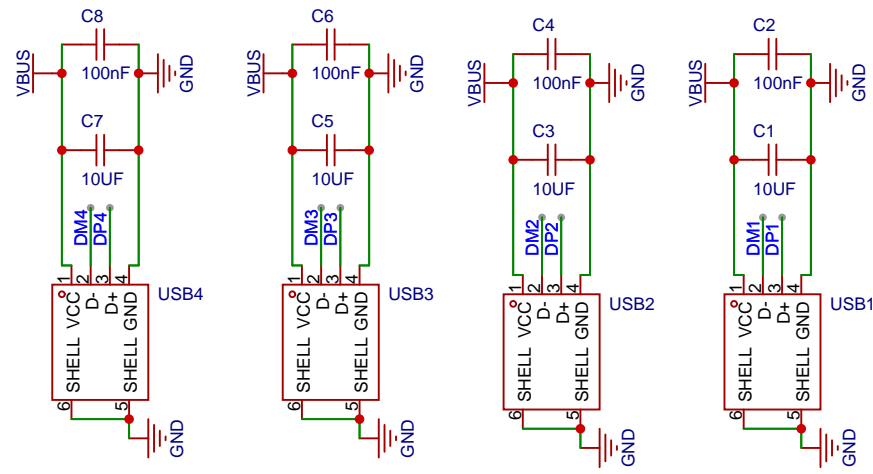 C8
VBUS
100nF
GND
C7
10UF
DM4
DP4
1
2
3
4
USB4
VCC
D-
D+
GND
SHELL
SHELL
6
5
GND
C6
VBUS
100nF
GND
C5
10UF
DM3
DP3
1
2
3
4
USB3
VCC
D-
D+
GND
SHELL
SHELL
6
5
GND
C4
VBUS
100nF
GND
C3
10UF
DM2
DP2
1
2
3
4
USB2
VCC
D-
D+
GND
SHELL
SHELL
6
5
GND
C2
VBUS
100nF
GND
C1
10UF
DM1
DP1
1
2
3
4
USB1
VCC
D-
D+
GND
SHELL
SHELL
6
5
GND